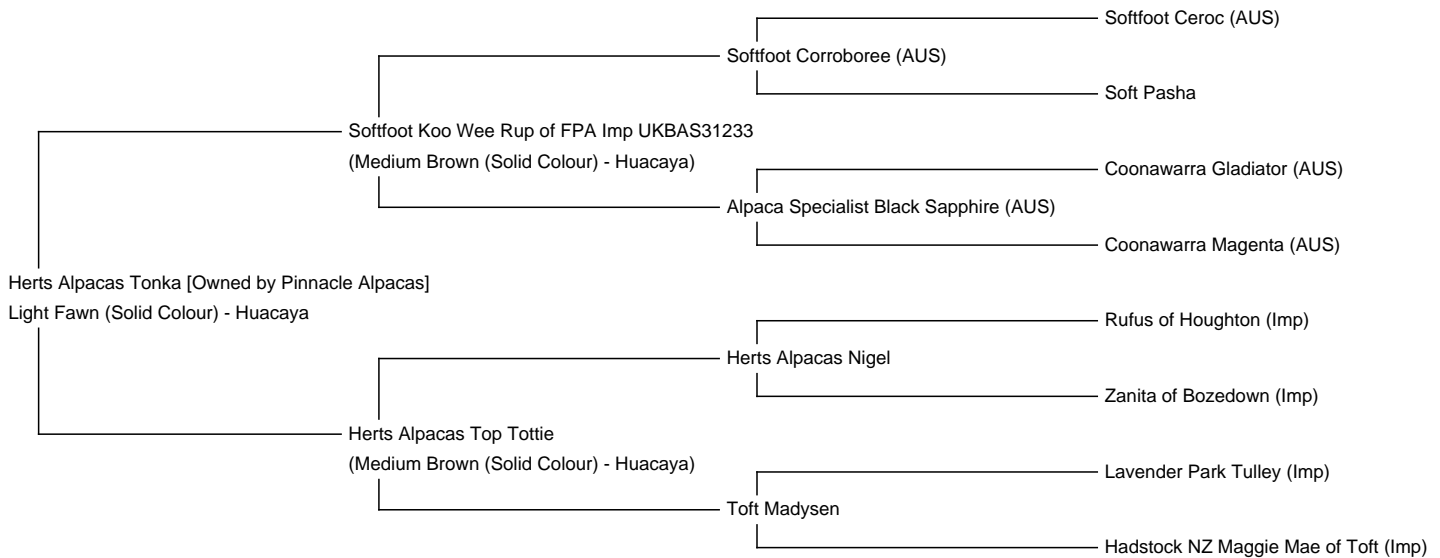 Softfoot Ceroc (AUS)
Softfoot Corroboree (AUS)
Soft Pasha
Softfoot Koo Wee Rup of FPA Imp UKBAS31233
(Medium Brown (Solid Colour) - Huacaya)
Coonawarra Gladiator (AUS)
Alpaca Specialist Black Sapphire (AUS)
Coonawarra Magenta (AUS)
Herts Alpacas Tonka [Owned by Pinnacle Alpacas]
Light Fawn (Solid Colour) - Huacaya
Rufus of Houghton (Imp)
Herts Alpacas Nigel
Zanita of Bozedown (Imp)
Herts Alpacas Top Tottie
(Medium Brown (Solid Colour) - Huacaya)
Lavender Park Tulley (Imp)
Toft Madysen
Hadstock NZ Maggie Mae of Toft (Imp)